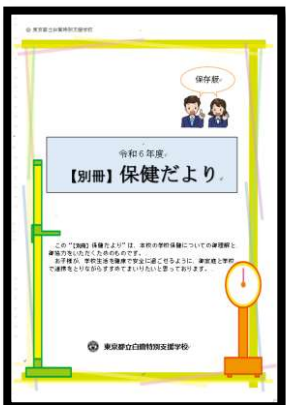 東京都立白鷺特別支援学校
保存版
令和6年度
【別冊】保健だより
この“【別冊】保健だより”は、本校の学校保健についての御理解と
御協力をいただくためのものです。
お子様が、学校生活を健康で安全に過ごせるように、御家庭と学校
で連携をとりながらすすめてまいりたいと思っております。
東京都立白鷺特別支援学校